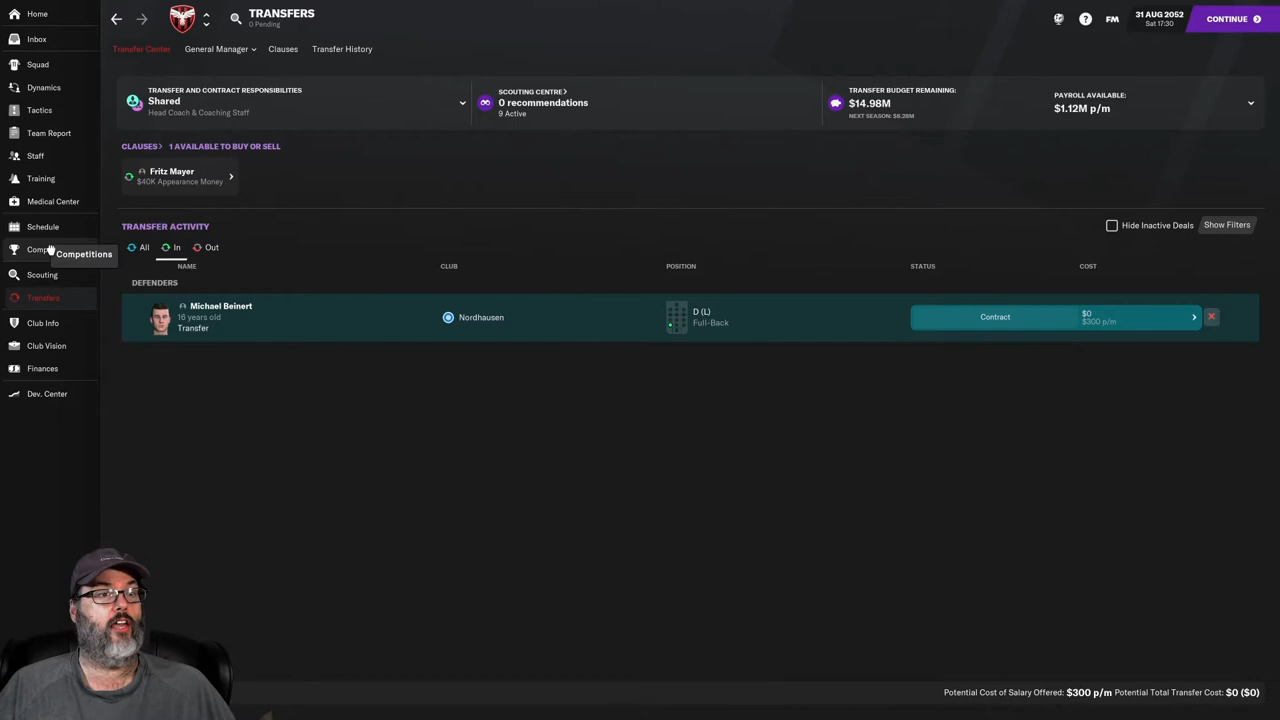 Home
Inbox
Squad
Dynamics
Tactics
Team Report
Staff
Training
Medical Center
Schedule
Competitions
Scouting
Transfers
Club Info
Club Vision
Finances
Dev. Center
TRANSFERS
0 Pending
FM
31 AUG 2052
Sat 17:30
CONTINUE
Transfer Center
General Manager
Clauses
Transfer History
TRANSFER AND CONTRACT RESPONSIBILITIES
Shared
Head Coach & Coaching Staff
SCOUTING CENTRE
0 recommendations
9 Active
TRANSFER BUDGET REMAINING:
$14.98M
NEXT SEASON: $8.28M
PAYROLL AVAILABLE:
$1.12M p/m
CLAUSES 1 AVAILABLE TO BUY OR SELL
Fritz Mayer
$40K Appearance Money
TRANSFER ACTIVITY
Hide Inactive Deals
Show Filters
All In Out
NAME CLUB POSITION STATUS COST
DEFENDERS
Michael Beinert
16 years old
Transfer
Nordhausen
D (L)
Full-Back
Contract
$0
$300 p/m
Potential Cost of Salary Offered: $300 p/m Potential Total Transfer Cost: $0 ($0)